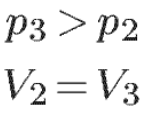 p₃ > p₂
V₂ = V₃